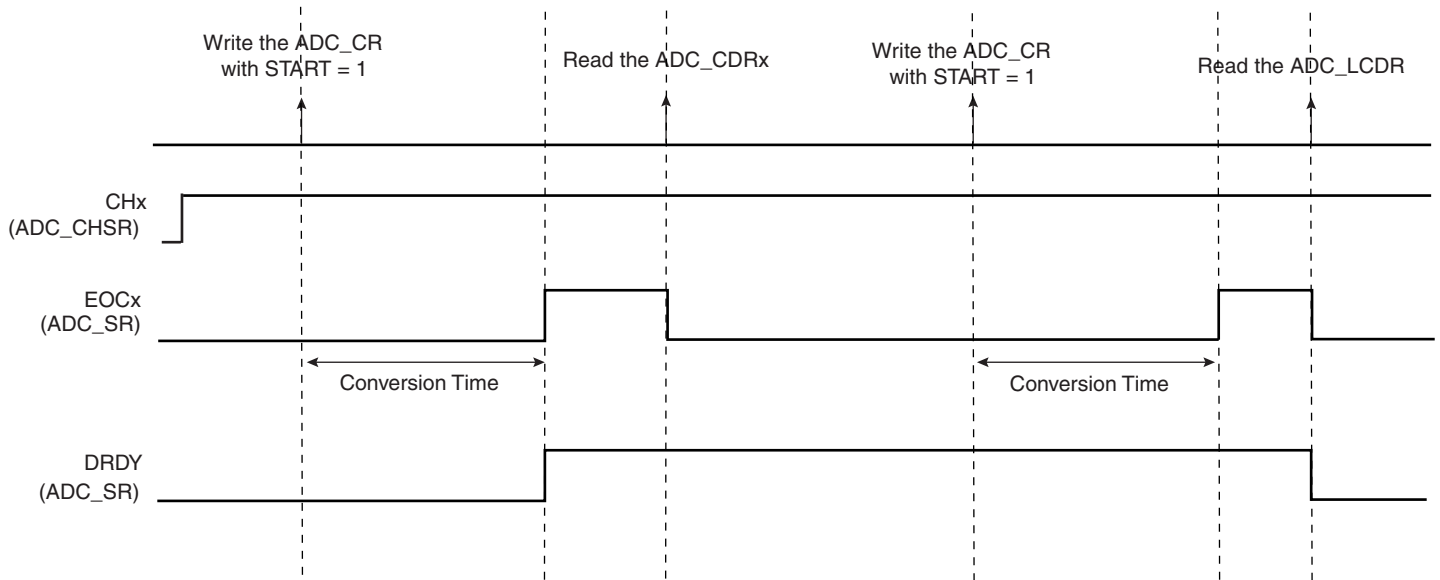 Write the ADC_CR
with START = 1
Read the ADC_CDRx
Write the ADC_CR
with START = 1
Read the ADC_LCDR
CHx
(ADC_CHSR)
EOCx
(ADC_SR)
Conversion Time
Conversion Time
DRDY
(ADC_SR)